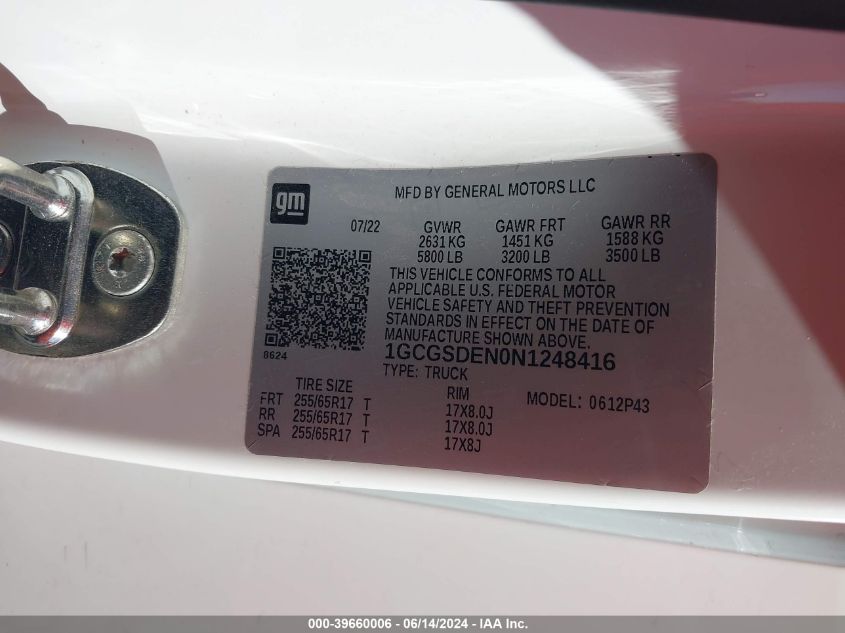 gm
MFD BY GENERAL MOTORS LLC
07/22 GVWR GAWR FRT GAWR RR
2631 KG 1451 KG 1588 KG
5800 LB 3200 LB 3500 LB
THIS VEHICLE CONFORMS TO ALL
APPLICABLE U.S. FEDERAL MOTOR
VEHICLE SAFETY AND THEFT PREVENTION
STANDARDS IN EFFECT ON THE DATE OF
MANUFACTURE SHOWN ABOVE.
8624 1GCGSDEN0N1248416
TYPE: TRUCK
TIRE SIZE RIM MODEL: 0612P43
FRT 255/65R17 T 17X8.0J
RR 255/65R17 T 17X8.0J
SPA 255/65R17 T 17X8J
000-39660006 - 06/14/2024 - IAAI.COM